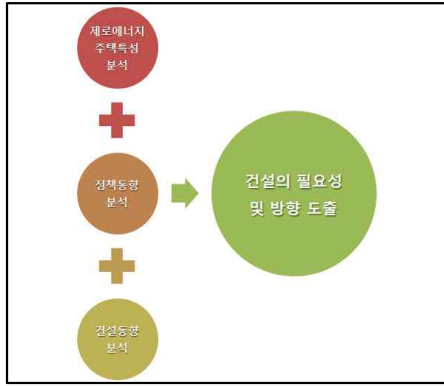 제로에너지
주택특성
분석
정책동향
분석
건설의 필요성
및 방향 도출
건설동향
분석